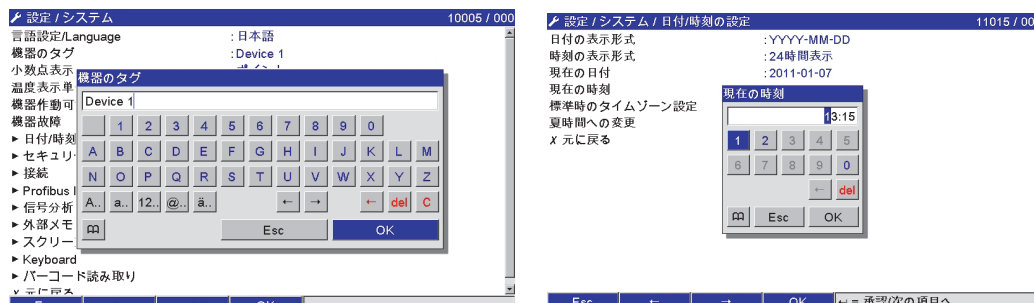 設定 / システム 10005 / 000
言語設定/Language :日本語
機器のタグ :Device 1
小数点表示
温度表示単
機器作動可
機器故障
▸ 日付/時刻
▸ セキュリ
▸ 接続
▸ Profibus
▸ 信号分析
▸ 外部メモ
▸ スクリー
▸ Keyboard
▸ バーコード読み取り
x 元に戻る
機器のタグ
Device 1
1 2 3 4 5 6 7 8 9 0
A B C D E F G H I J K L M
N O P Q R S T U V W X Y Z
A.. a.. 12.. @.. ä.. ← → ← del C
Esc OK
Esc OK
設定 / システム / 日付/時刻の設定 11015 / 00
日付の表示形式 :YYYY-MM-DD
時刻の表示形式 :24時間表示
現在の日付 :2011-01-07
現在の時刻
標準時のタイムゾーン設定
夏時間への変更
x 元に戻る
現在の時刻
13:15
1 2 3 4 5
6 7 8 9 0
← del
Esc OK
Esc ← → OK ↵ = 承認/次の項目へ